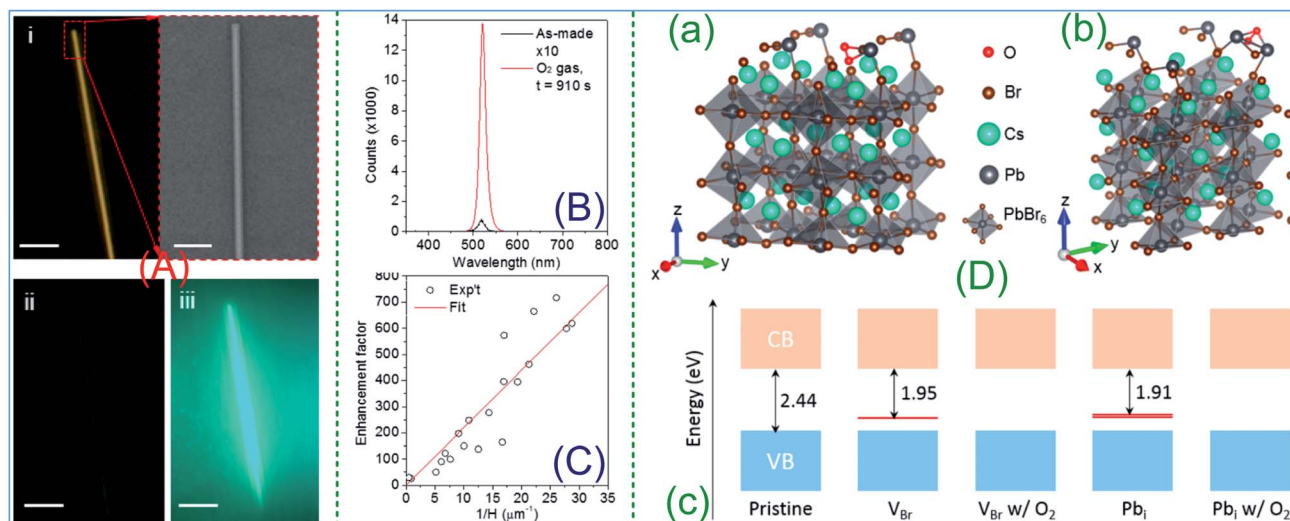 i
(A)
ii
iii
14
12
10
8
6
4
2
0
Counts (x1000)
As-made
x10
O₂ gas,
t = 910 s
(B)
400
500
600
700
800
Wavelength (nm)
800
700
600
500
400
300
200
100
0
Enhancement factor
Exp't
Fit
(C)
0
5
10
15
20
25
30
35
1/H (µm⁻¹)
(a)
O
Br
Cs
Pb
PbBr₆
z
x
y
(b)
z
y
x
(D)
Energy (eV)
CB
2.44
1.95
1.91
VB
(c)
Pristine
V_Br
V_Br w/ O₂
Pb_i
Pb_i w/ O₂